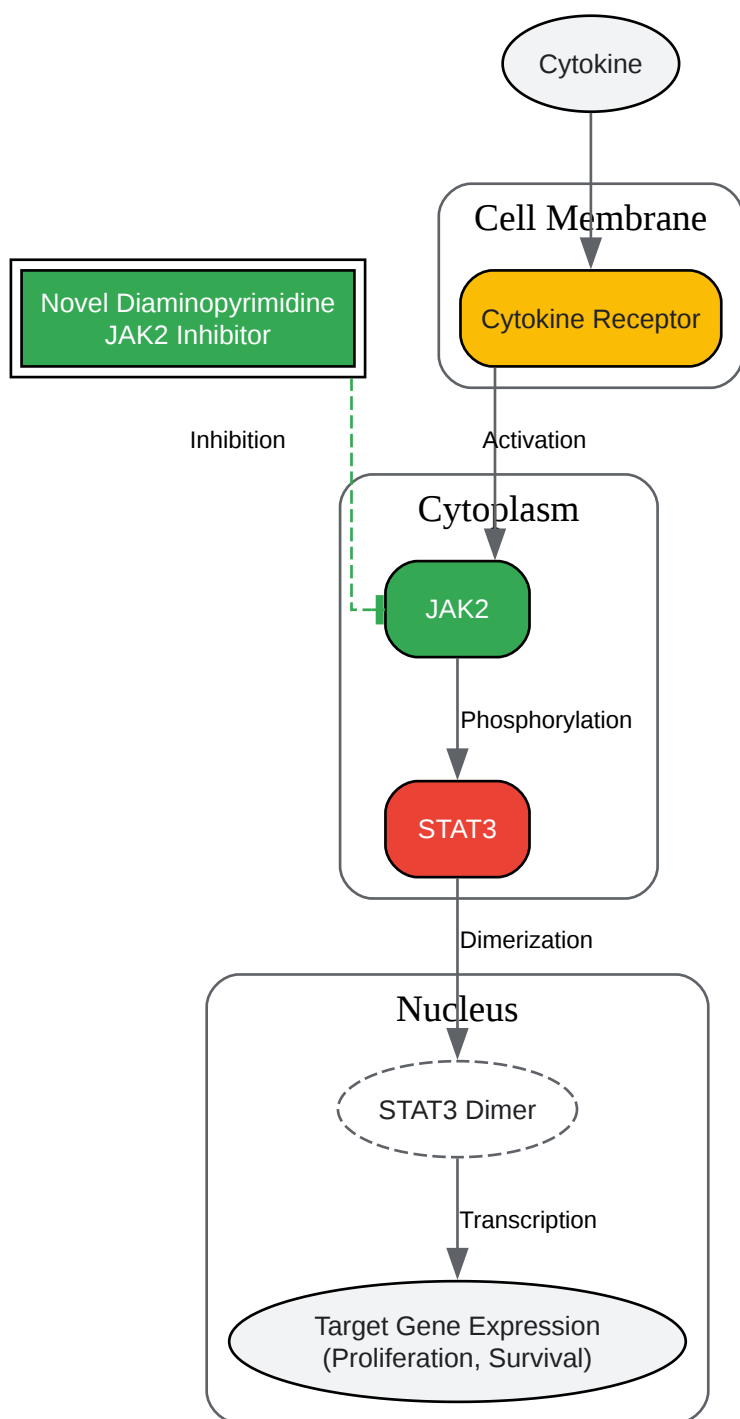 Cytokine
Cell Membrane
Novel Diaminopyrimidine
JAK2 Inhibitor
Cytokine Receptor
Inhibition
Activation
Cytoplasm
JAK2
Phosphorylation
STAT3
Dimerization
Nucleus
STAT3 Dimer
Transcription
Target Gene Expression
(Proliferation, Survival)